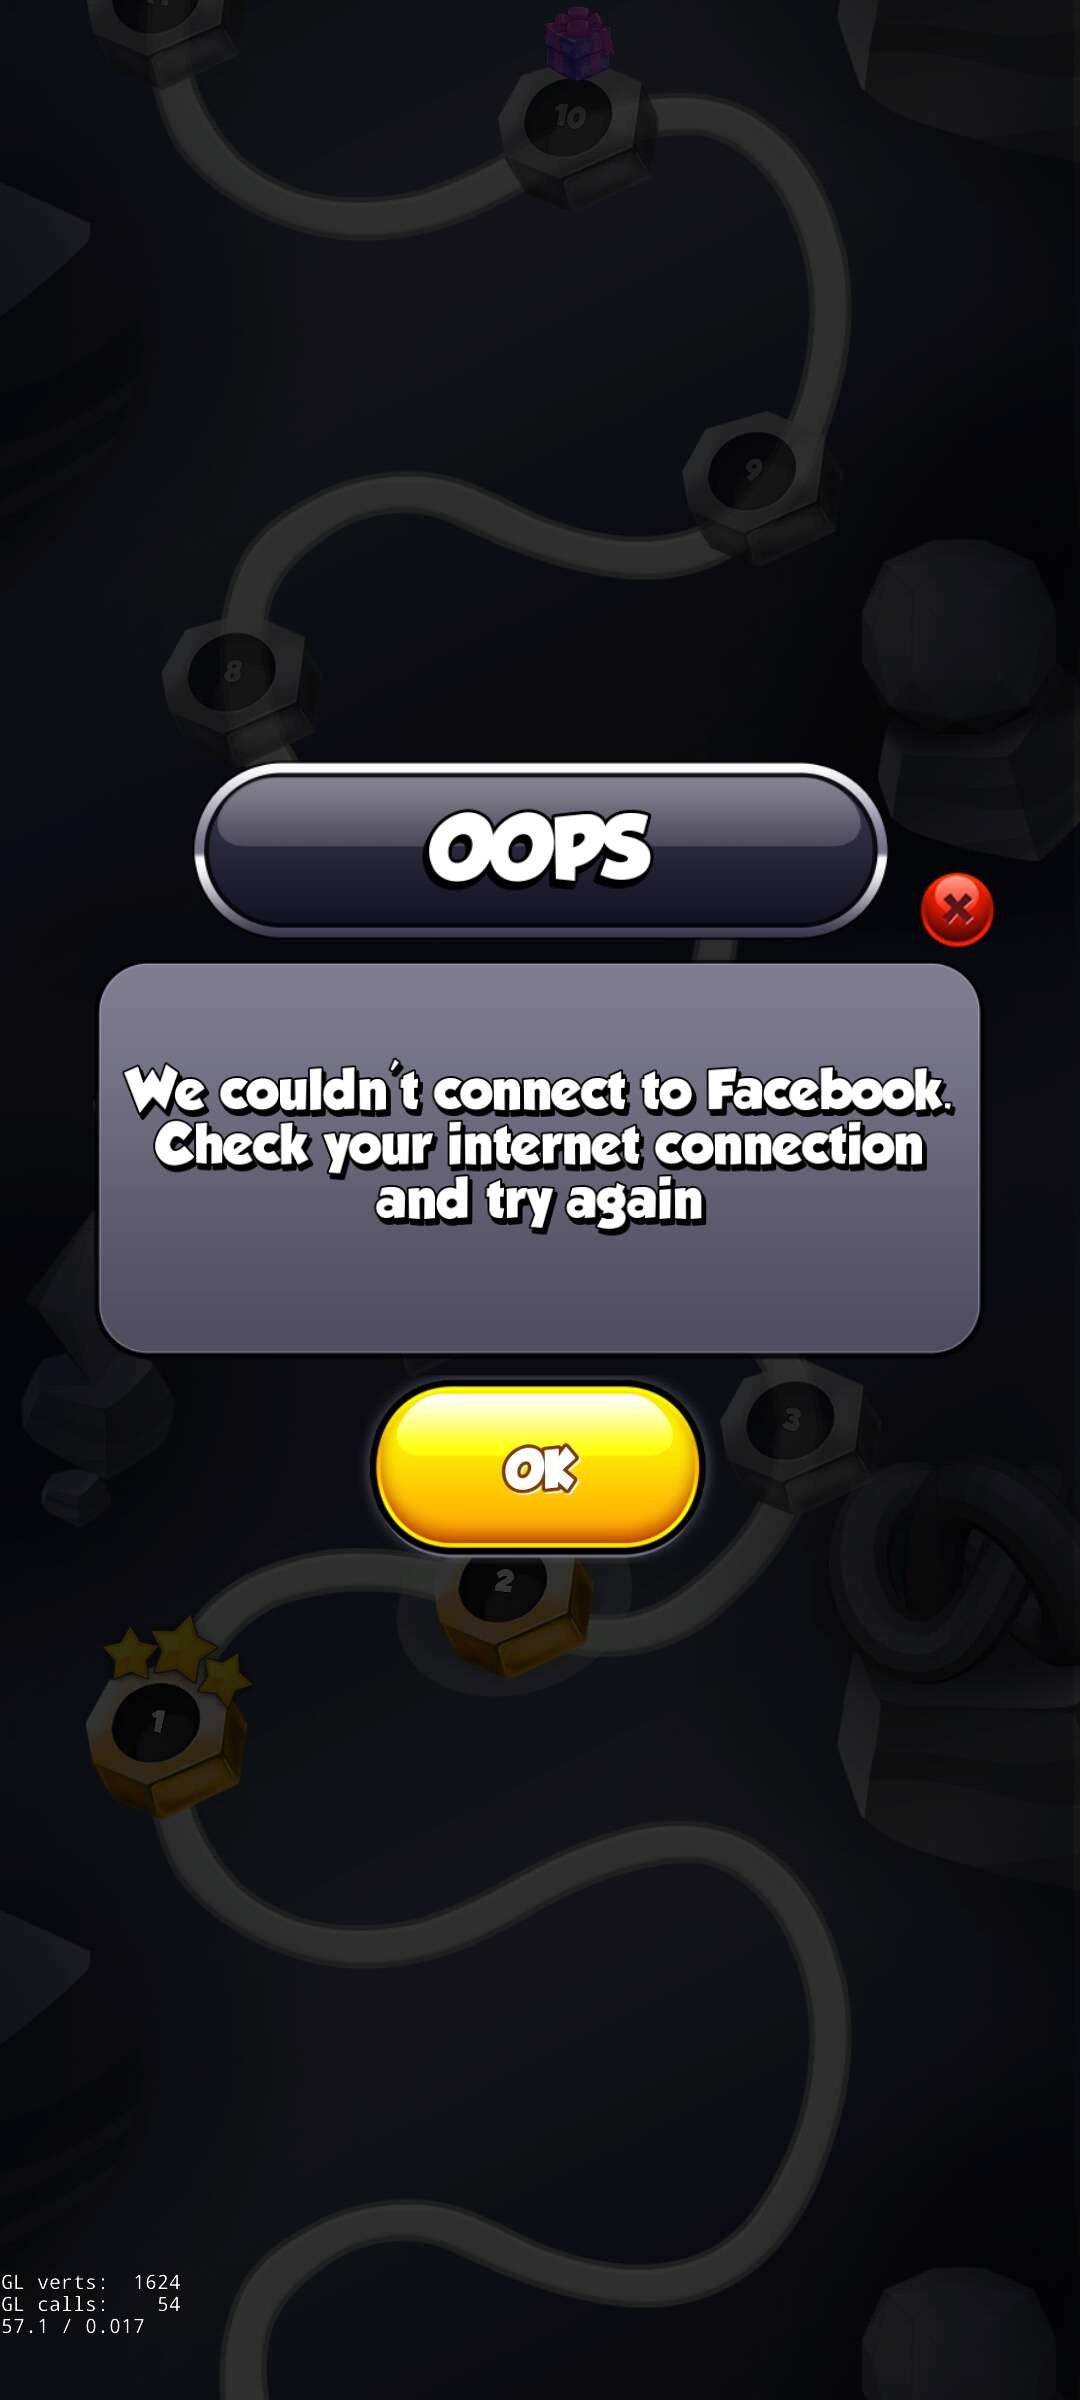 10
9
8
OOPS
We couldn't connect to Facebook.
Check your internet connection
and try again
3
OK
2
1
GL verts: 1624
GL calls: 54
57.1 / 0.017